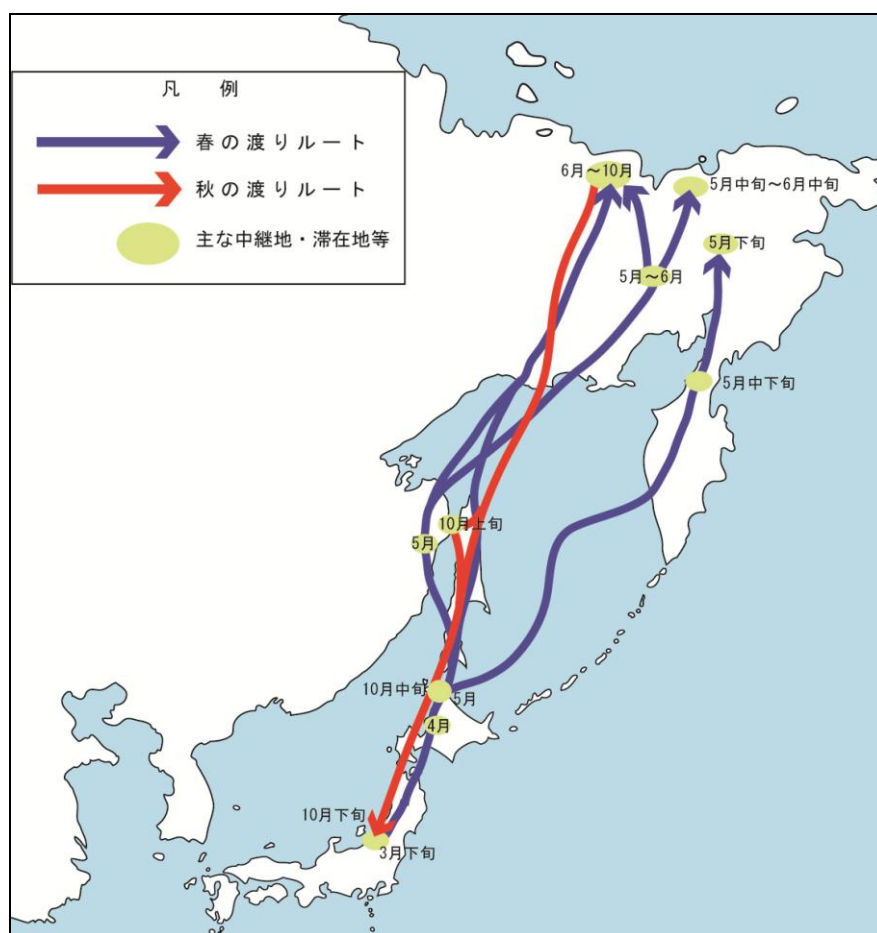 凡例
春の渡りルート
秋の渡りルート
主な中継地・滞在地等
6月～10月
5月中旬～6月中旬
5月下旬
5月～6月
5月中下旬
10月上旬
5月
10月中旬
5月
4月
10月下旬
3月下旬